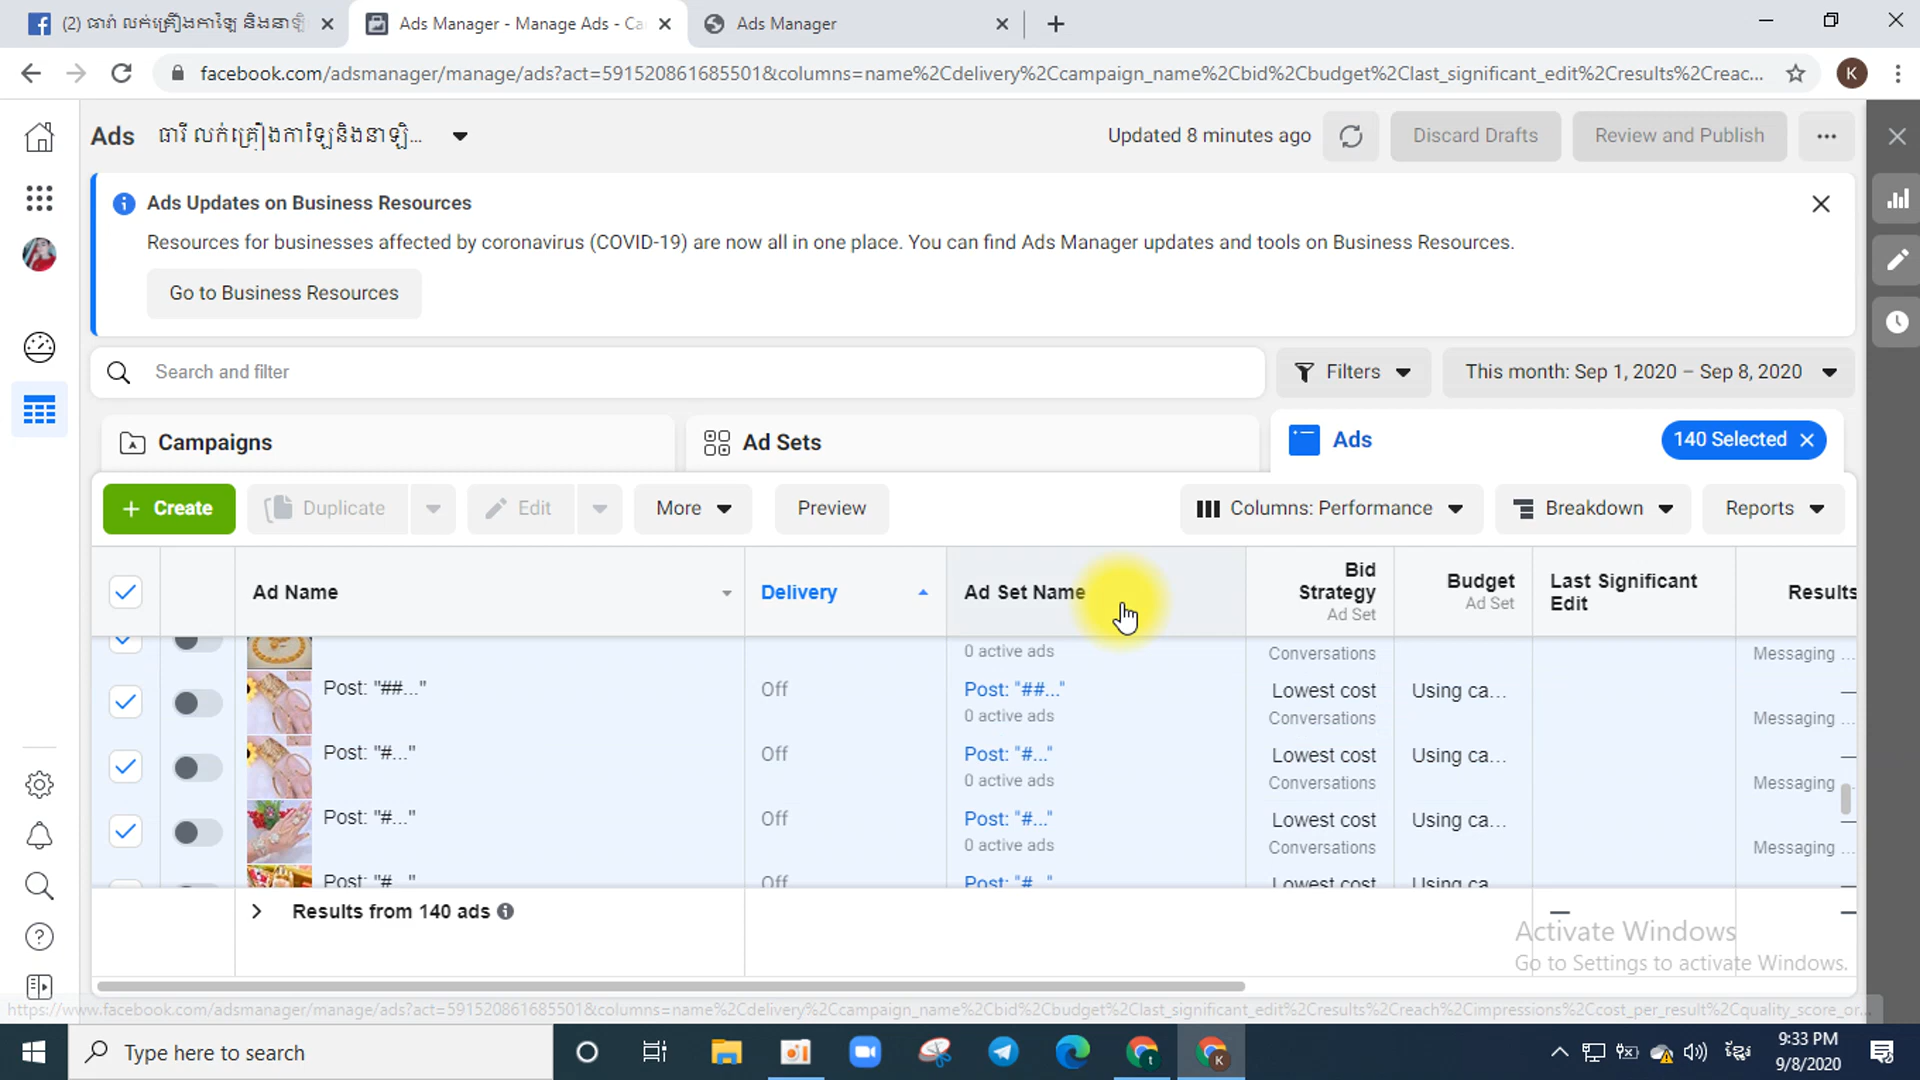 (2) ធារ៉ា លក់គ្រឿងកាឡៃ និងនាឡិ
Ads Manager - Manage Ads - Ca
Ads Manager
facebook.com/adsmanager/manage/ads?act=591520861685501&columns=name%2Cdelivery%2Ccampaign_name%2Cbid%2Cbudget%2Clast_significant_edit%2Cresults%2Creac...
K
Ads ធារី លក់គ្រឿងកាឡៃនិងនាឡិ...
Updated 8 minutes ago
Discard Drafts
Review and Publish
Ads Updates on Business Resources
Resources for businesses affected by coronavirus (COVID-19) are now all in one place. You can find Ads Manager updates and tools on Business Resources.
Go to Business Resources
Search and filter
Filters
This month: Sep 1, 2020 – Sep 8, 2020
Campaigns
Ad Sets
Ads
140 Selected
+ Create
Duplicate
Edit
More
Preview
Columns: Performance
Breakdown
Reports
Ad Name
Delivery
Ad Set Name
Bid Strategy
Ad Set
Budget
Ad Set
Last Significant Edit
Results
0 active ads
Conversations
Messaging ...
Post: "##..."
Off
Post: "##..."
0 active ads
Lowest cost
Conversations
Using ca...
—
Messaging ...
Post: "#..."
Off
Post: "#..."
0 active ads
Lowest cost
Conversations
Using ca...
—
Messaging ...
Post: "#..."
Off
Post: "#..."
0 active ads
Lowest cost
Conversations
Using ca...
—
Messaging ...
Post: "#..."
Off
Post: "#..."
Lowest cost
Using ca
Results from 140 ads
—
—
Activate Windows
Go to Settings to activate Windows.
https://www.facebook.com/adsmanager/manage/ads?act=591520861685501&columns=name%2Cdelivery%2Ccampaign_name%2Cbid%2Cbudget%2Clast_significant_edit%2Cresults%2Creach%2Cimpressions%2Ccost_per_result%2Cquality_score_or...
Type here to search
t
K
ខ្មែរ
9:33 PM
9/8/2020